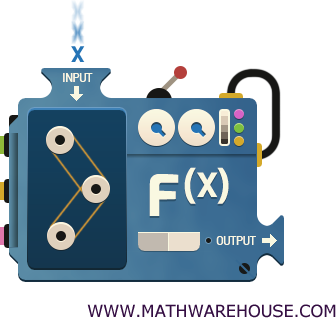 X
X
X
INPUT
F(X)
OUTPUT
WWW.MATHWAREHOUSE.COM